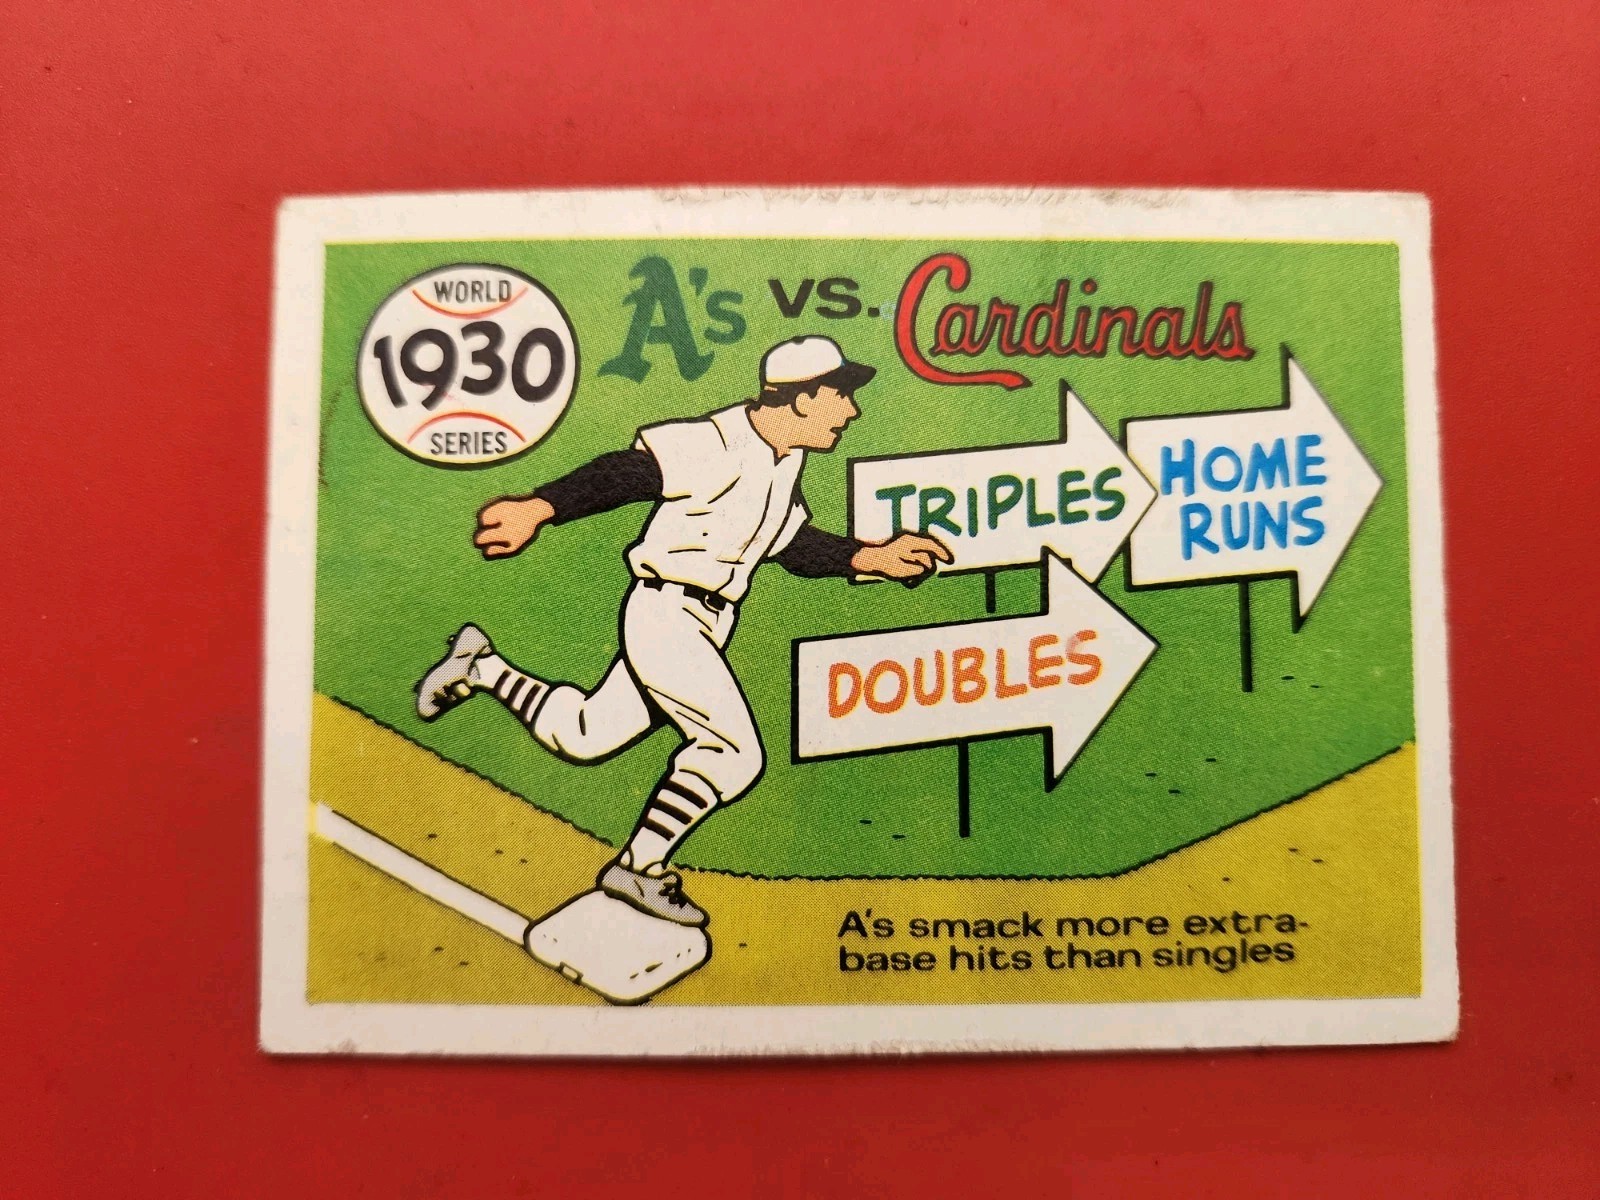 WORLD
1930
SERIES
A's vs. Cardinals
TRIPLES
HOME
RUNS
DOUBLES
A's smack more extra-
base hits than singles